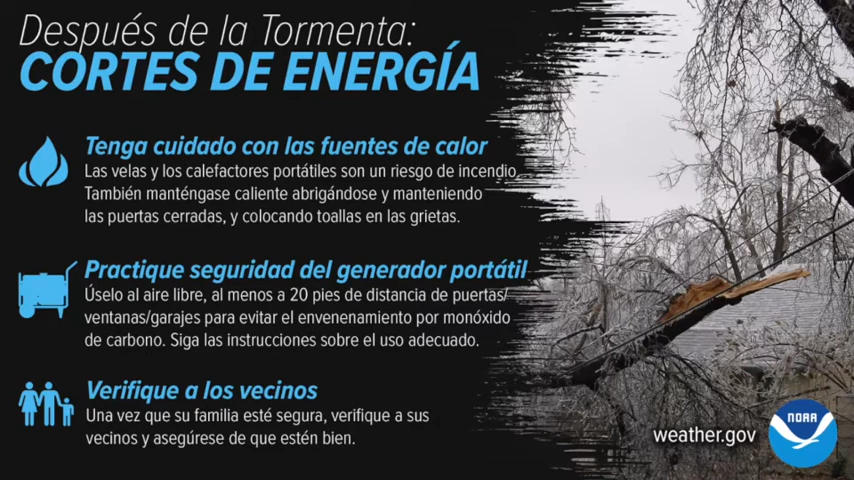 Después de la Tormenta:
CORTES DE ENERGÍA
Tenga cuidado con las fuentes de calor
Las velas y los calefactores portátiles son un riesgo de incendio.
También manténgase caliente abrigándose y manteniendo
las puertas cerradas, y colocando toallas en las grietas.
Practique seguridad del generador portátil
Úselo al aire libre, al menos a 20 pies de distancia de puertas/
ventanas/garajes para evitar el envenenamiento por monóxido
de carbono. Siga las instrucciones sobre el uso adecuado.
Verifique a los vecinos
Una vez que su familia esté segura, verifique a sus
vecinos y asegúrese de que estén bien.
weather.gov
NOAA